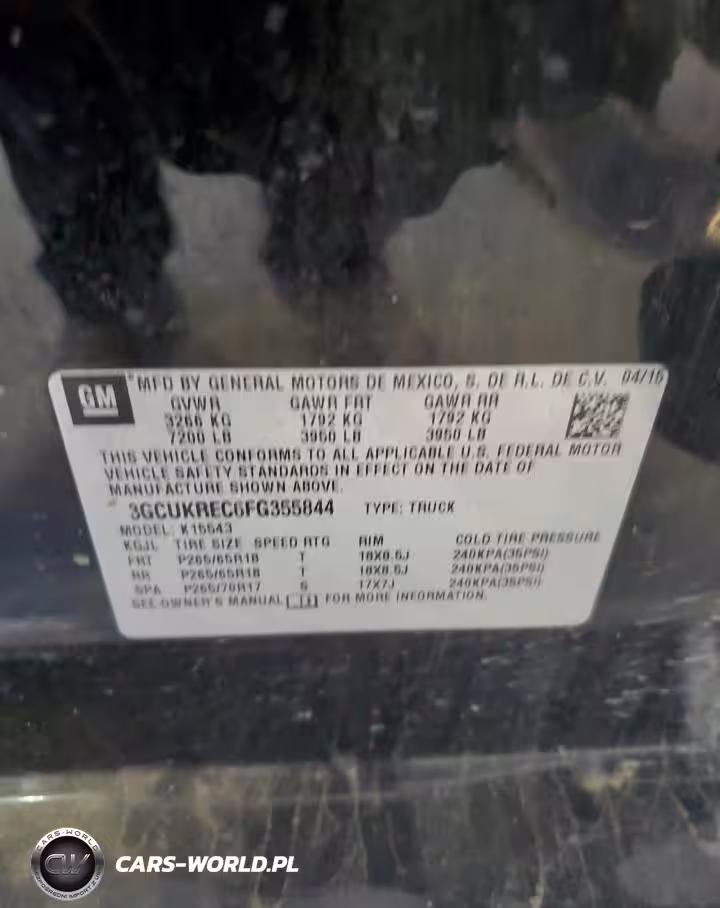 GM
MFD BY GENERAL MOTORS DE MEXICO, S. DE R.L. DE C.V. 04/15
GVWR GAWR FRT GAWR RR
3266 KG 1792 KG 1792 KG
7200 LB 3950 LB 3950 LB
THIS VEHICLE CONFORMS TO ALL APPLICABLE U.S. FEDERAL MOTOR
VEHICLE SAFETY STANDARDS IN EFFECT ON THE DATE OF
MANUFACTURE SHOWN ABOVE.
3GCUKREC6FG355844 TYPE: TRUCK
MODEL: K15543
KGJL TIRE SIZE SPEED RTG RIM COLD TIRE PRESSURE
FRT P265/65R18 T 18X8.5J 240KPA(35PSI)
RR P265/65R18 T 18X8.5J 240KPA(35PSI)
SPA P265/70R17 S 17X7J 240KPA(35PSI)
SEE OWNER'S MANUAL FOR MORE INFORMATION.
CARS-WORLD
CW
CARS-WORLD.PL